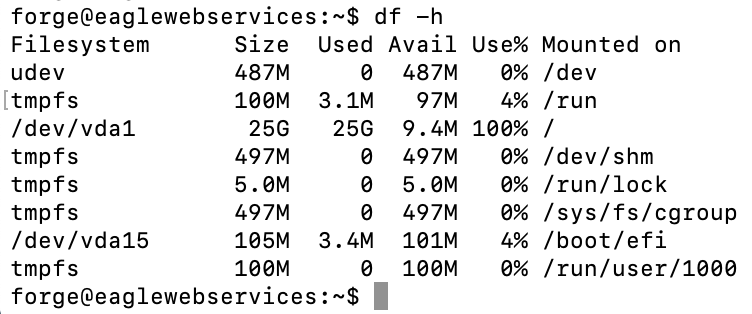 forge@eaglewebservices:~$ df -h
Filesystem      Size  Used Avail Use% Mounted on
udev            487M     0  487M   0% /dev
tmpfs           100M  3.1M   97M   4% /run
/dev/vda1        25G   25G  9.4M 100% /
tmpfs           497M     0  497M   0% /dev/shm
tmpfs           5.0M     0  5.0M   0% /run/lock
tmpfs           497M     0  497M   0% /sys/fs/cgroup
/dev/vda15      105M  3.4M  101M   4% /boot/efi
tmpfs           100M     0  100M   0% /run/user/1000
forge@eaglewebservices:~$